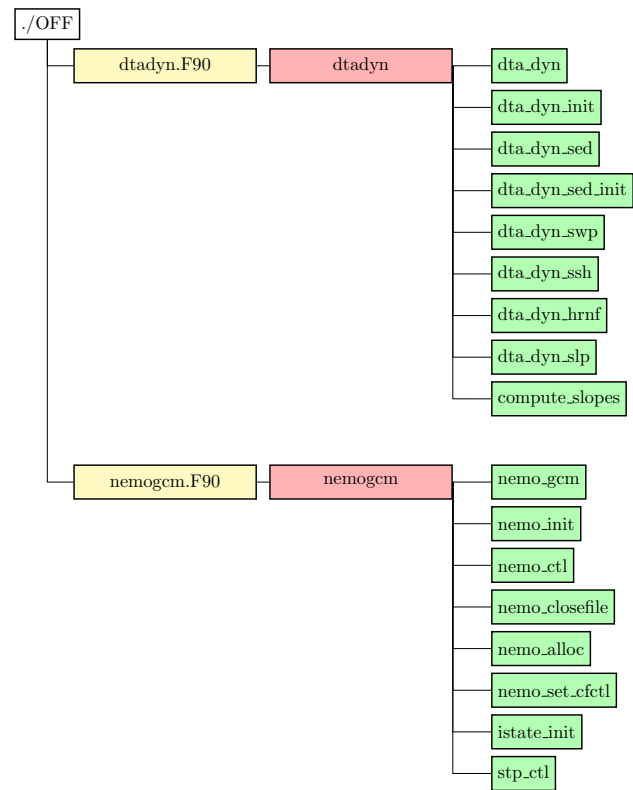 ./OFF
dtadyn.F90 dtadyn dta_dyn
dta_dyn_init
dta_dyn_sed
dta_dyn_sed_init
dta_dyn_swp
dta_dyn_ssh
dta_dyn_hrnf
dta_dyn_slp
compute_slopes
nemogcm.F90 nemogcm nemo_gcm
nemo_init
nemo_ctl
nemo_closefile
nemo_alloc
nemo_set_cfctl
istate_init
stp_ctl